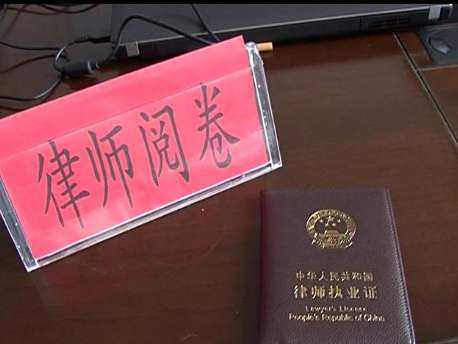 律师阅卷
中华人民共和国
律师执业证
Lawyer's License
People's Republic of China